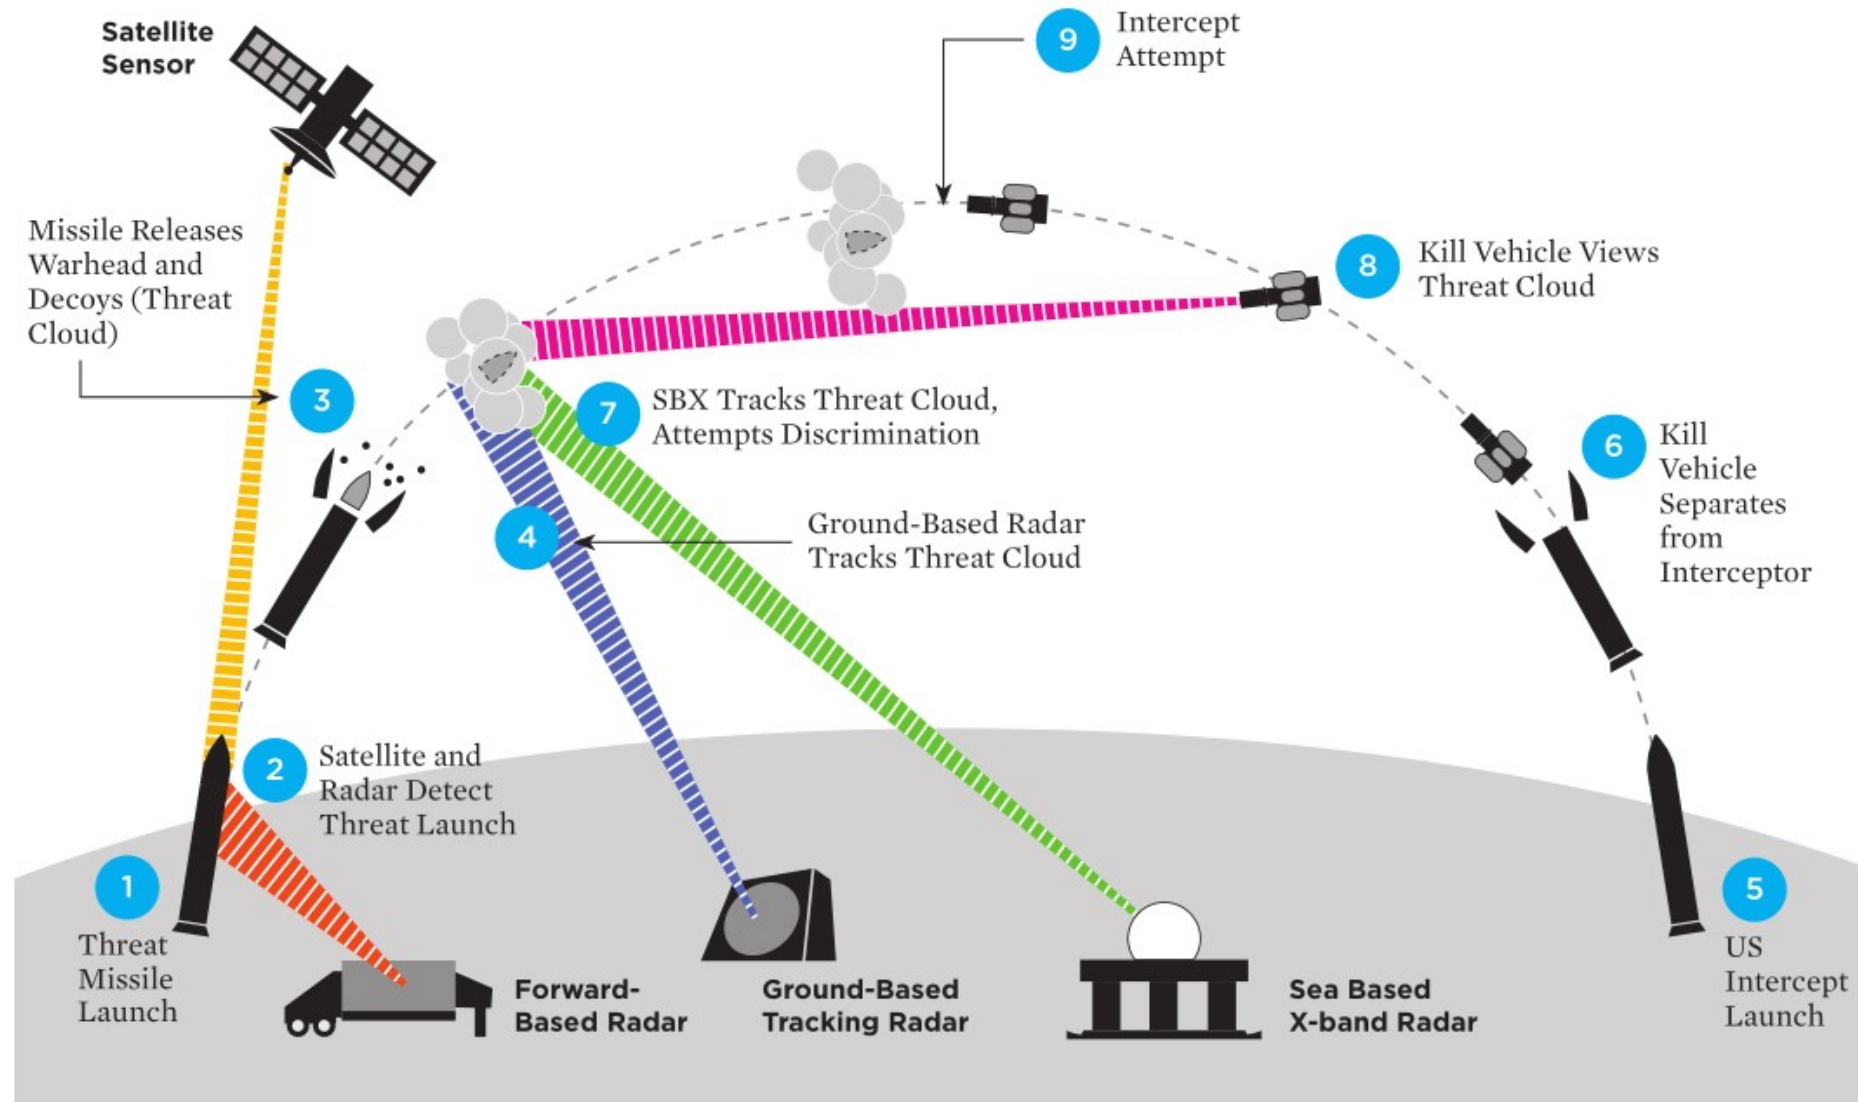 Satellite
Sensor
9
Intercept
Attempt
Missile Releases
Warhead and
Decoys (Threat
Cloud)
8
Kill Vehicle Views
Threat Cloud
3
7
SBX Tracks Threat Cloud,
Attempts Discrimination
6
Kill
Vehicle
Separates
from
Interceptor
4
Ground-Based Radar
Tracks Threat Cloud
2
Satellite and
Radar Detect
Threat Launch
1
Threat
Missile
Launch
5
US
Intercept
Launch
Forward-
Based Radar
Ground-Based
Tracking Radar
Sea Based
X-band Radar